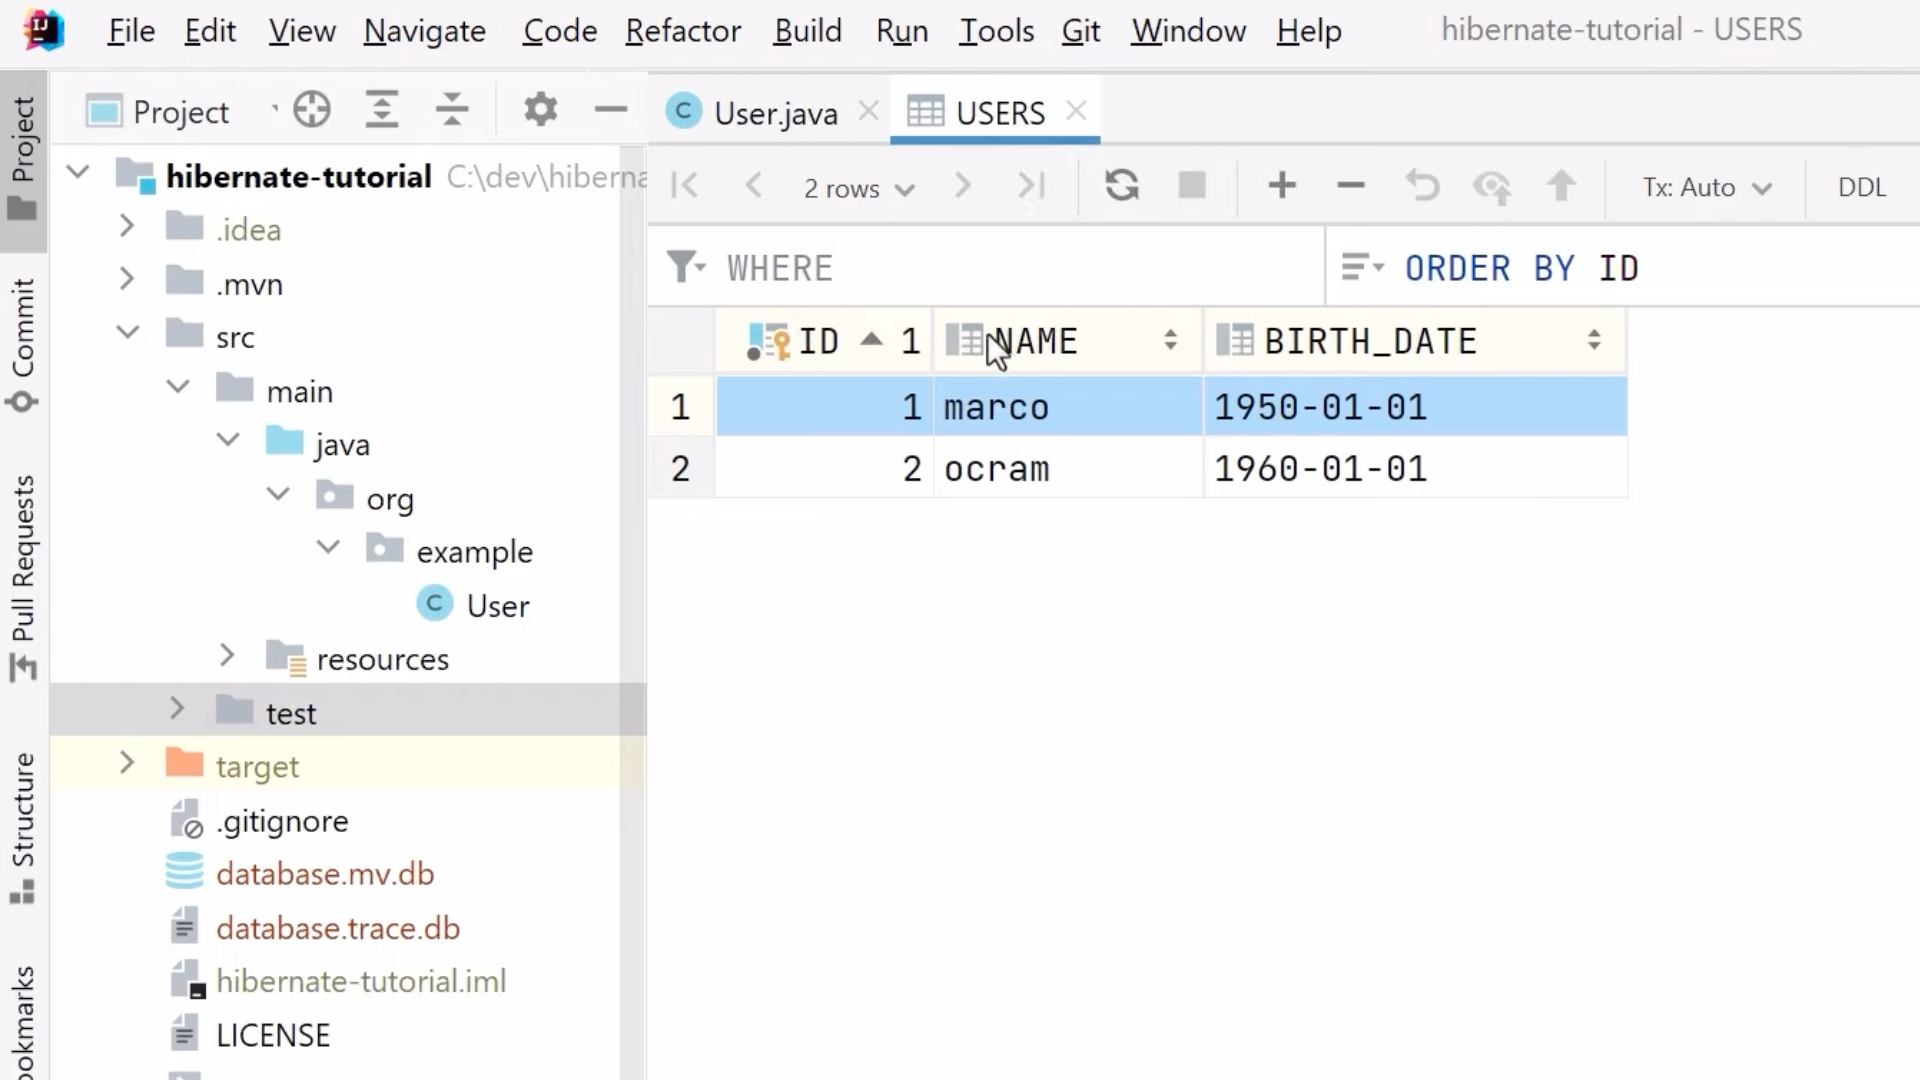 File Edit View Navigate Code Refactor Build Run Tools Git Window Help hibernate-tutorial - USERS
Project
Commit
Pull Requests
Structure
Project
hibernate-tutorial C:\dev\hiberna
.idea
.mvn
src
main
java
org
example
User
resources
test
target
.gitignore
database.mv.db
database.trace.db
hibernate-tutorial.iml
LICENSE
User.java USERS
2 rows Tx: Auto DDL
WHERE ORDER BY ID
ID 1 NAME BIRTH_DATE
1 1 marco 1950-01-01
2 2 ocram 1960-01-01
ookmarks